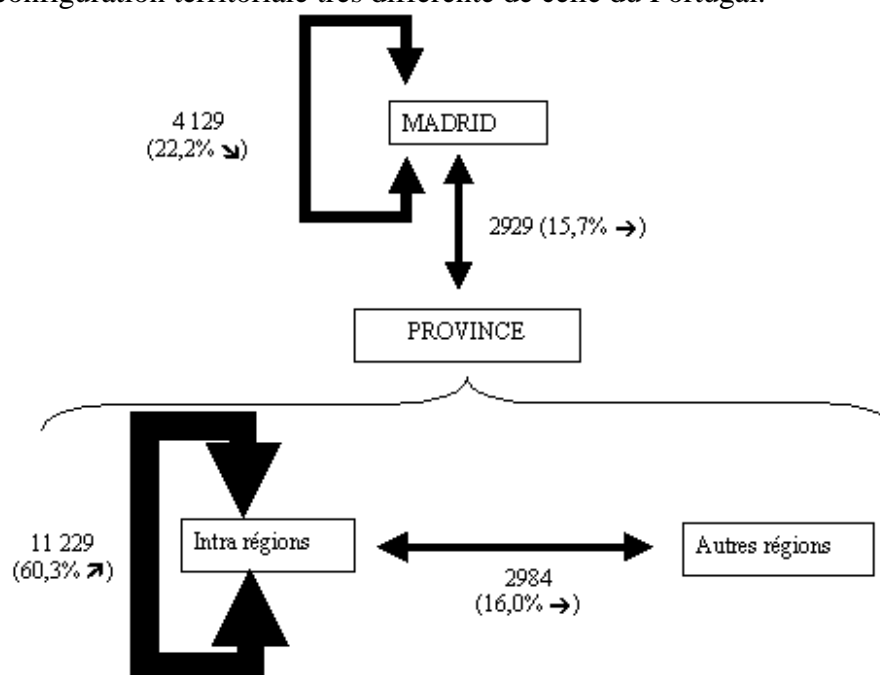 configuration territoriale très différente de celle du Portugal.
MADRID
4 129
(22,2% ➘)
2929 (15,7% ➔)
PROVINCE
11 229
(60,3% ➚)
Intra régions
Autres régions
2984
(16,0% ➔)